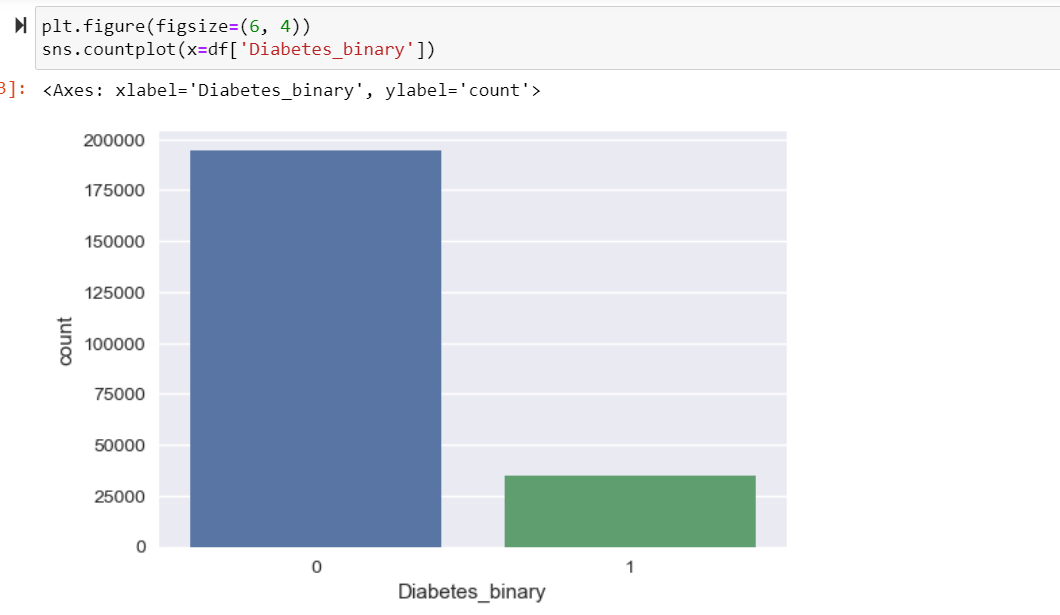 plt.figure(figsize=(6, 4))
sns.countplot(x=df['Diabetes_binary'])
3]: <Axes: xlabel='Diabetes_binary', ylabel='count'>
200000
175000
150000
125000
100000
75000
50000
25000
0
count
0 1
Diabetes_binary